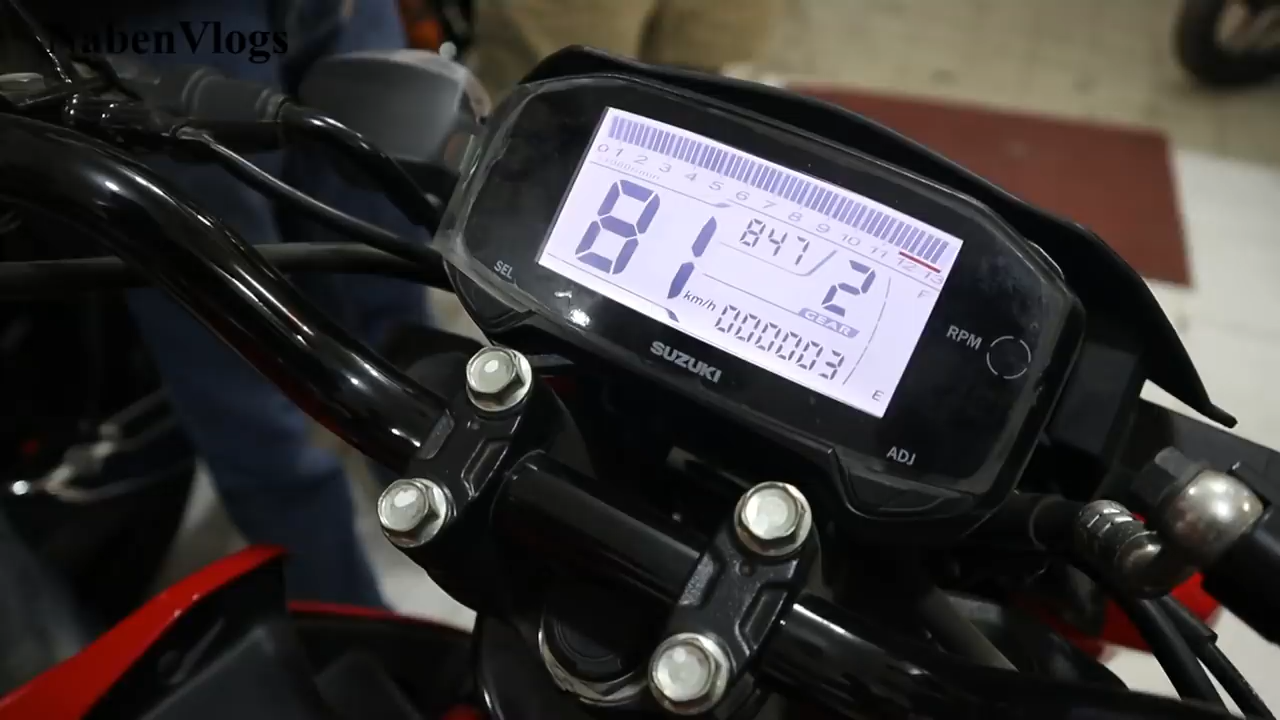 NabenVlogs
0 1 2 3 4 5 6 7 8 9 10 11 12 13
81 km/h
847
2
GEAR
000003
F
E
SEL
SUZUKI
RPM
ADJ